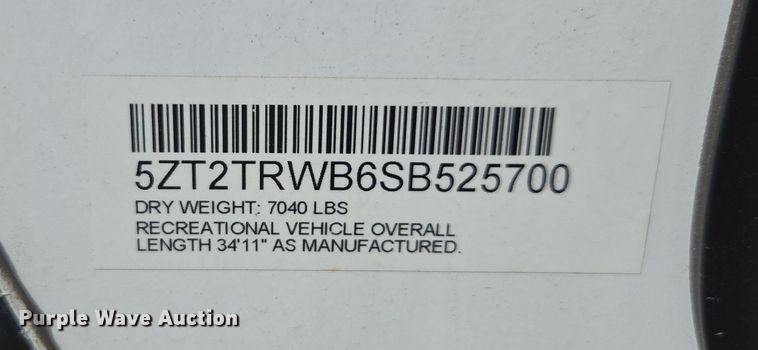 5ZT2TRWB6SB525700
DRY WEIGHT: 7040 LBS
RECREATIONAL VEHICLE OVERALL
LENGTH 34'11" AS MANUFACTURED.
Purple Wave Auction